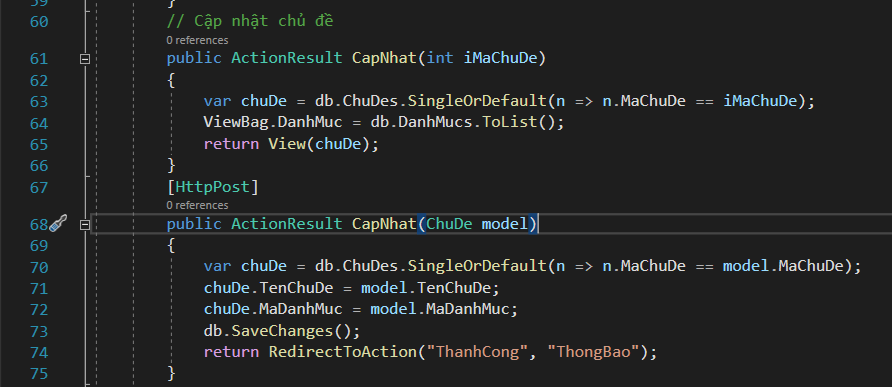 59
}
60 // Cập nhật chủ đề
0 references
61 public ActionResult CapNhat(int iMaChuDe)
62 {
63 var chuDe = db.ChuDes.SingleOrDefault(n => n.MaChuDe == iMaChuDe);
64 ViewBag.DanhMuc = db.DanhMucs.ToList();
65 return View(chuDe);
66 }
67 [HttpPost]
0 references
68 public ActionResult CapNhat(ChuDe model)
69 {
70 var chuDe = db.ChuDes.SingleOrDefault(n => n.MaChuDe == model.MaChuDe);
71 chuDe.TenChuDe = model.TenChuDe;
72 chuDe.MaDanhMuc = model.MaDanhMuc;
73 db.SaveChanges();
74 return RedirectToAction("ThanhCong", "ThongBao");
75 }